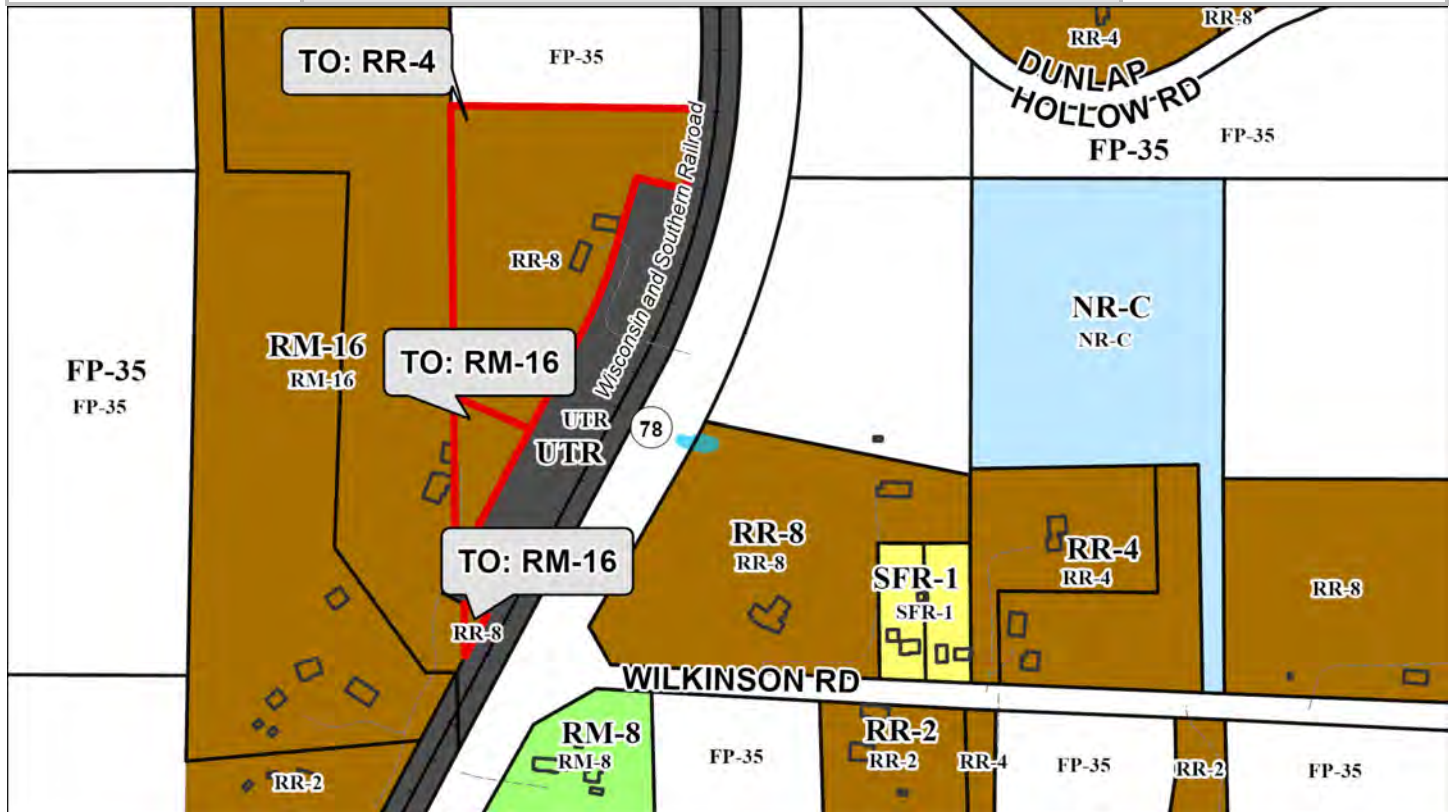 RR-8
RR-4
FP-35
TO: RR-4
DUNLAP
HOLLOW RD
FP-35
FP-35
Wisconsin and Southern Railroad
RR-8
NR-C
NR-C
RM-16
RM-16
TO: RM-16
FP-35
FP-35
UTR
UTR
78
RR-8
RR-8
RR-4
RR-4
TO: RM-16
SFR-1
SFR-1
RR-8
RR-8
WILKINSON RD
RM-8
RM-8
FP-35
RR-2
RR-2
RR-4
FP-35
RR-2
FP-35
RR-2